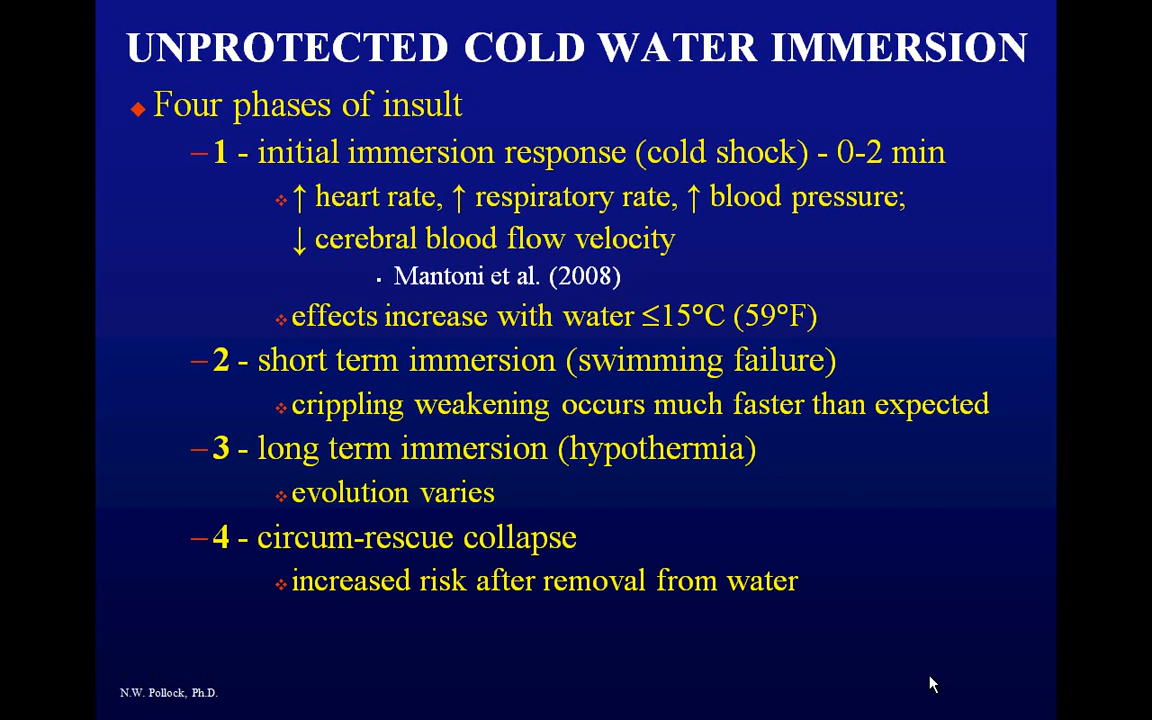 UNPROTECTED COLD WATER IMMERSION
Four phases of insult
–1 - initial immersion response (cold shock) - 0-2 min
↑ heart rate, ↑ respiratory rate, ↑ blood pressure;
↓ cerebral blood flow velocity
▪ Mantoni et al. (2008)
effects increase with water ≤15°C (59°F)
–2 - short term immersion (swimming failure)
crippling weakening occurs much faster than expected
–3 - long term immersion (hypothermia)
evolution varies
–4 - circum-rescue collapse
increased risk after removal from water
N.W. Pollock, Ph.D.